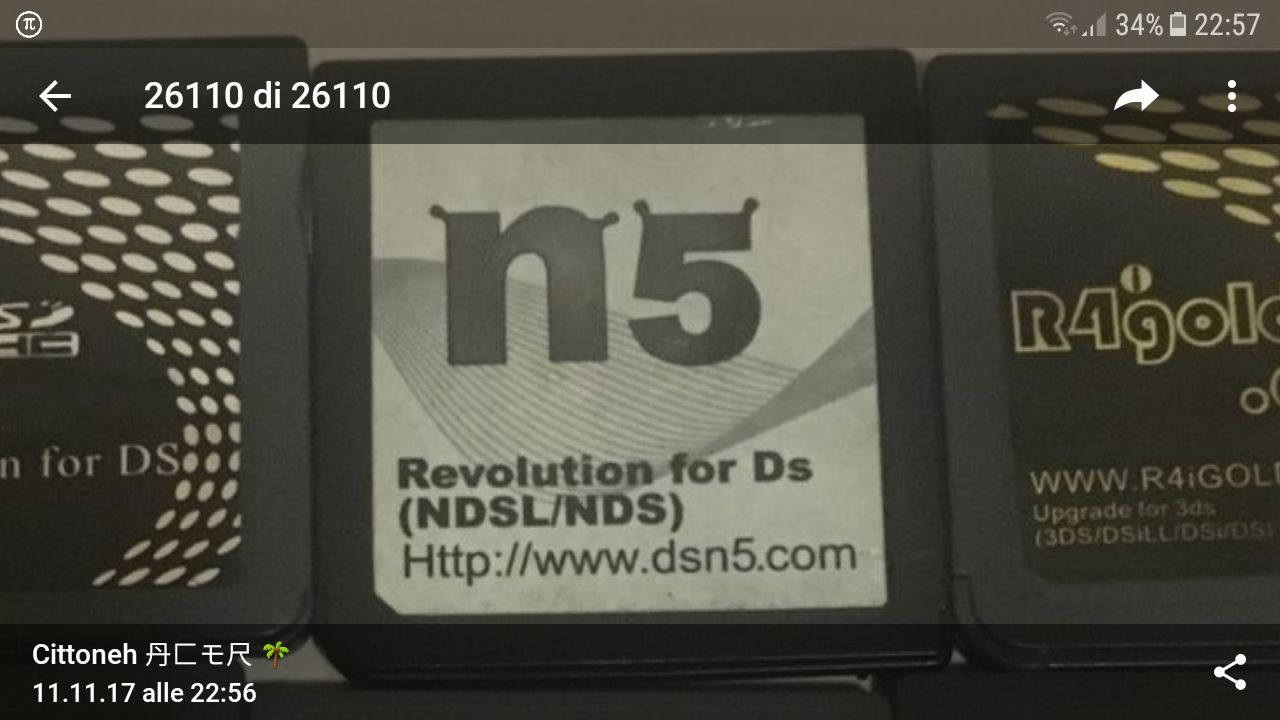 34% 22:57
26110 di 26110
n5
Revolution for Ds
(NDSL/NDS)
Http://www.dsn5.com
n for DS
R4igold
WWW.R4iGOLD
Upgrade for 3ds
(3DS/DSiLL/DSi/DSL
Cittoneh 丹匚モ尺 🌴
11.11.17 alle 22:56